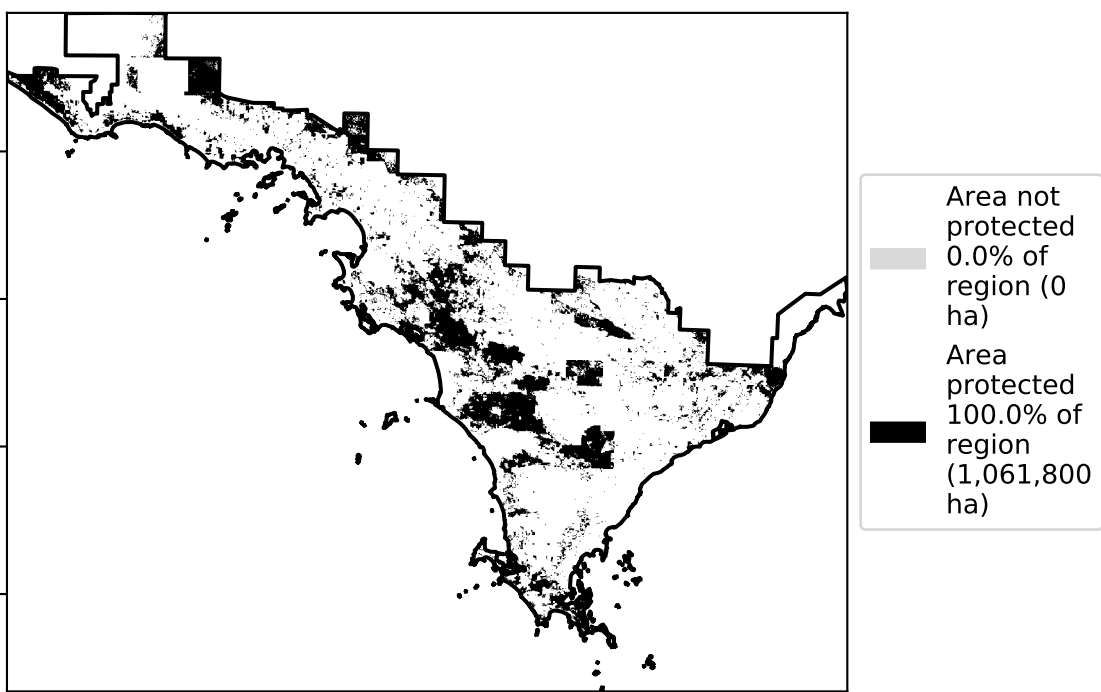 Area not
protected
0.0% of
region (0
ha)
Area
protected
100.0% of
region
(1,061,800
ha)